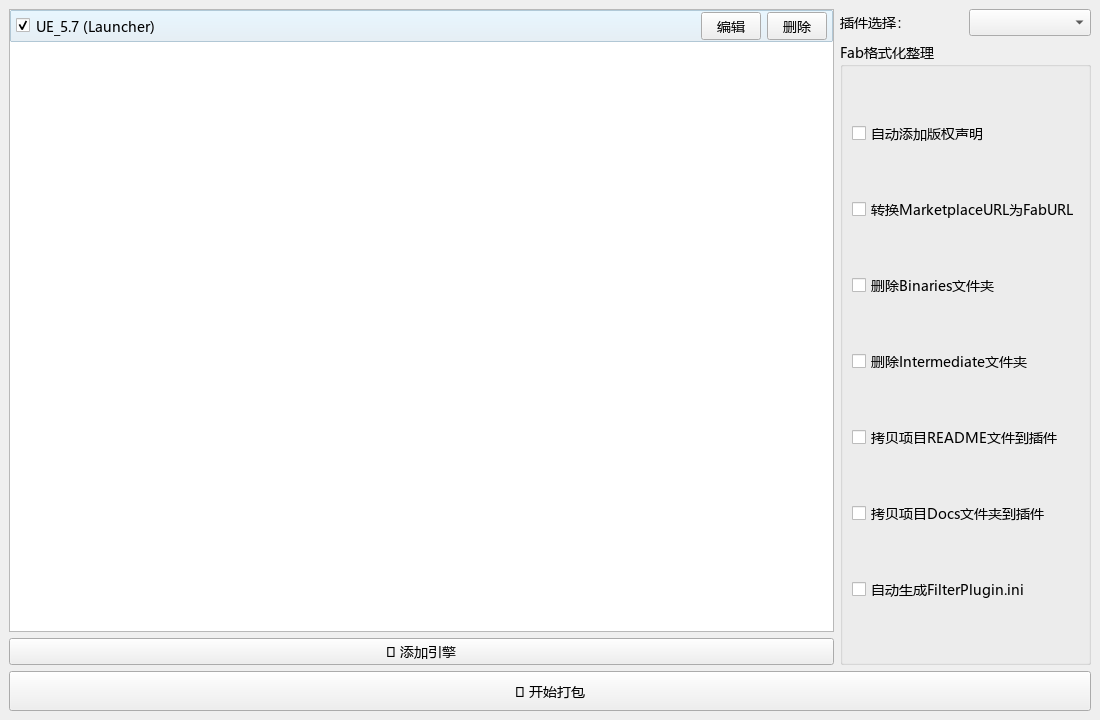 UE_5.7 (Launcher)
编辑
删除
插件选择:
Fab格式化整理
自动添加版权声明
转换MarketplaceURL为FabURL
删除Binaries文件夹
删除Intermediate文件夹
拷贝项目README文件到插件
拷贝项目Docs文件夹到插件
自动生成FilterPlugin.ini
添加引擎
开始打包